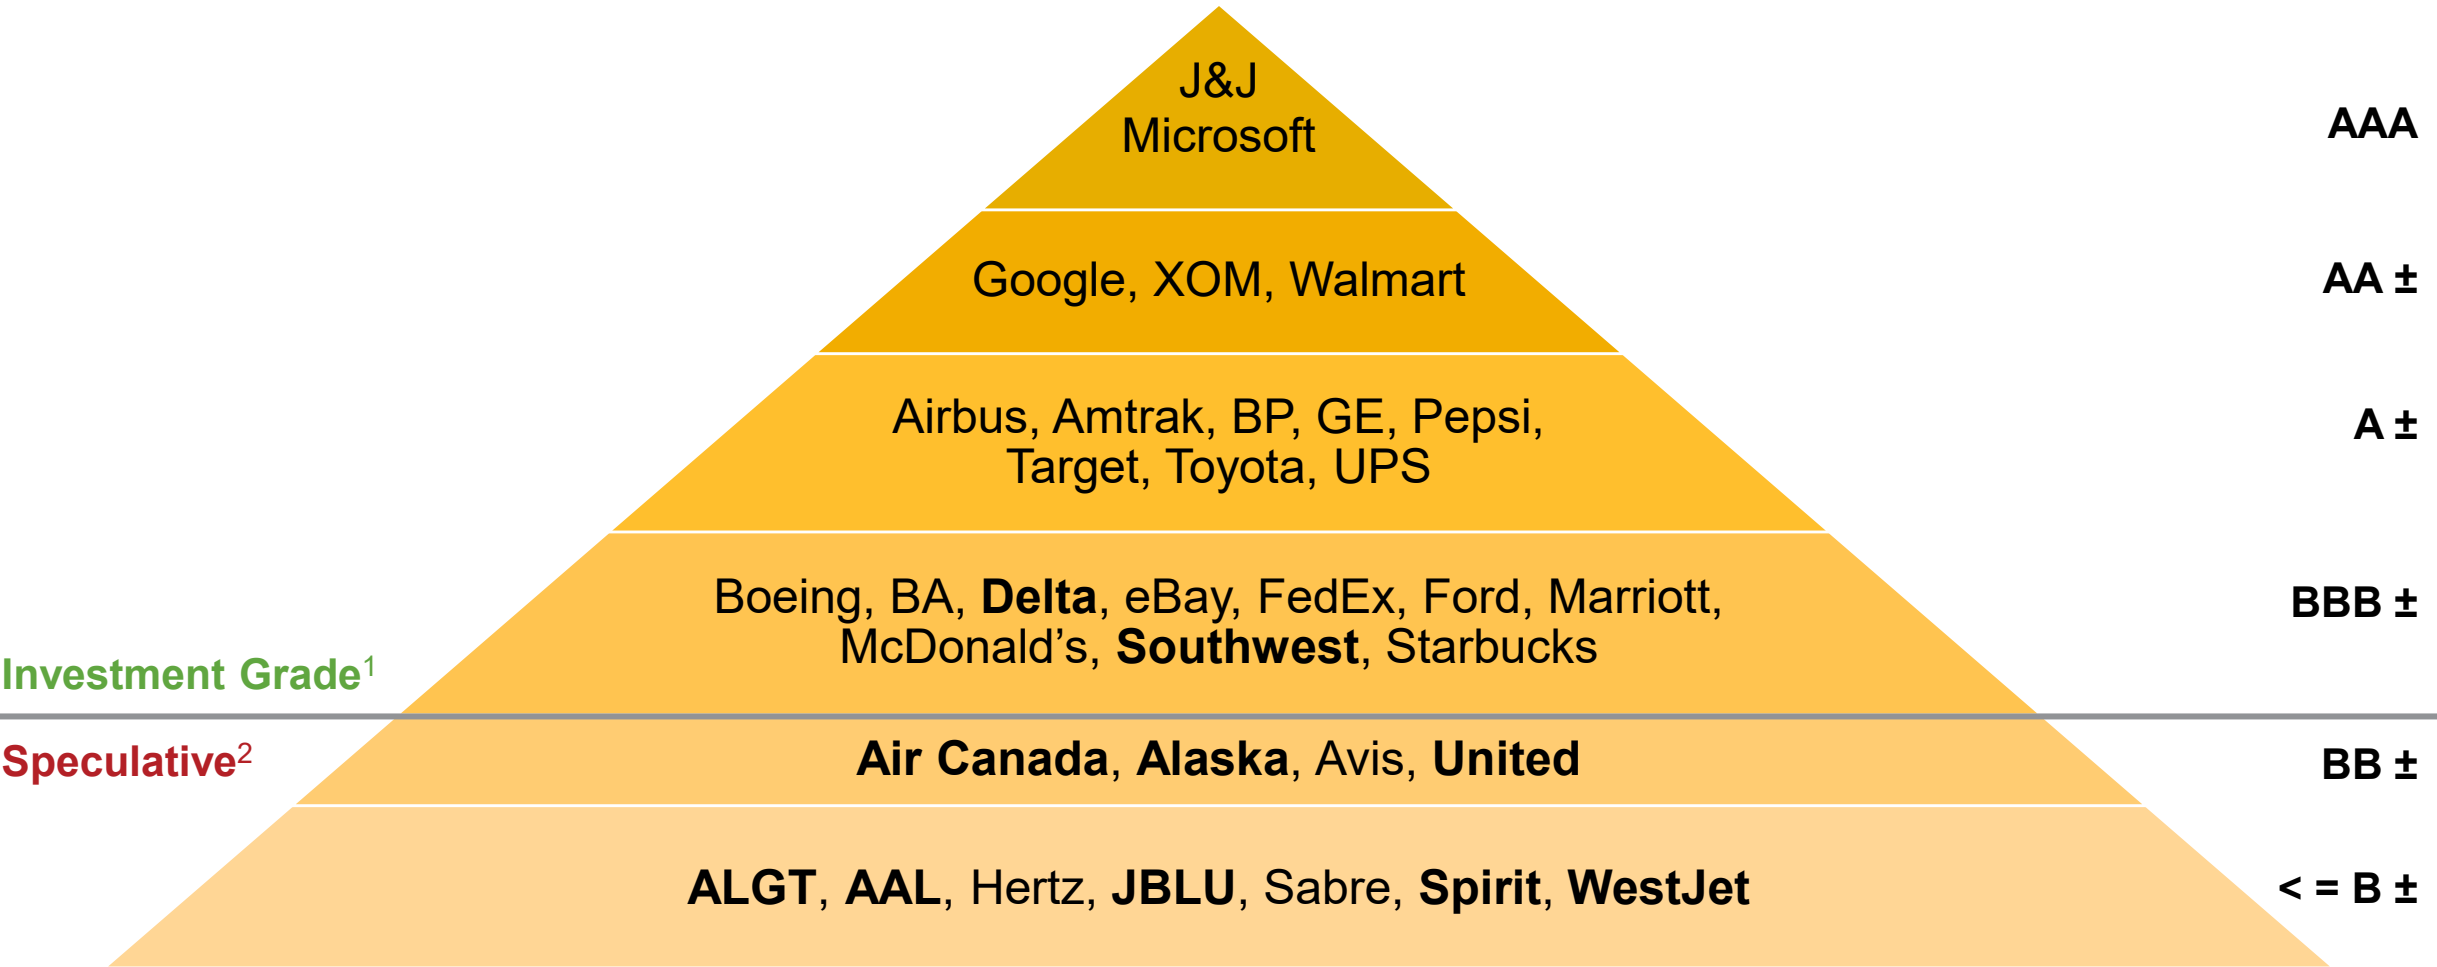 J&J
Microsoft
AAA
Google, XOM, Walmart
AA ±
Airbus, Amtrak, BP, GE, Pepsi,
Target, Toyota, UPS
A ±
Boeing, BA, Delta, eBay, FedEx, Ford, Marriott,
McDonald’s, Southwest, Starbucks
BBB ±
Investment Grade1
Speculative2
Air Canada, Alaska, Avis, United
BB ±
ALGT, AAL, Hertz, JBLU, Sabre, Spirit, WestJet
< = B ±